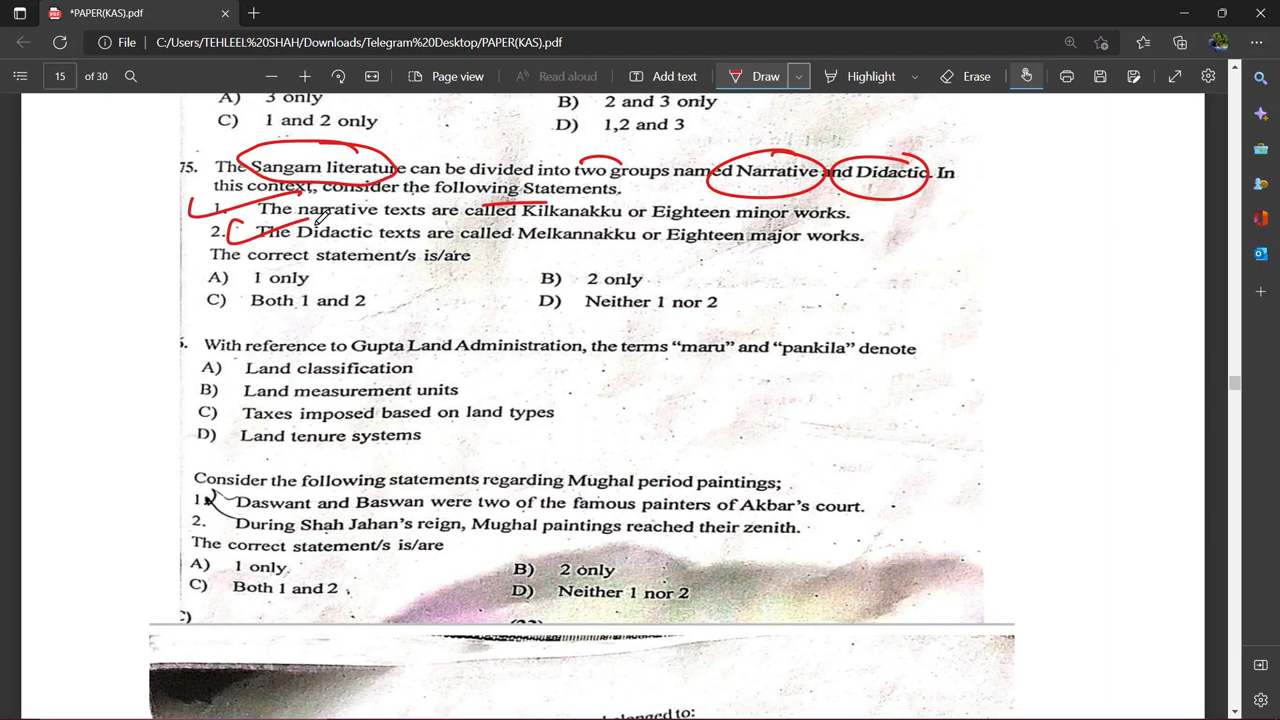 *PAPER(KAS).pdf
File C:/Users/TEHLEEL%20SHAH/Downloads/Telegram%20Desktop/PAPER(KAS).pdf
15 of 30 Page view Read aloud Add text Draw Highlight Erase
A) 3 only B) 2 and 3 only
C) 1 and 2 only D) 1,2 and 3
75. The Sangam literature can be divided into two groups named Narrative and Didactic. In
this context, consider the following Statements.
1. The narrative texts are called Kilkanakku or Eighteen minor works.
2. The Didactic texts are called Melkannakku or Eighteen major works.
The correct statement/s is/are
A) 1 only B) 2 only
C) Both 1 and 2 D) Neither 1 nor 2
With reference to Gupta Land Administration, the terms "maru" and "pankila" denote
A) Land classification
B) Land measurement units
C) Taxes imposed based on land types
D) Land tenure systems
Consider the following statements regarding Mughal period paintings;
1. Daswant and Baswan were two of the famous painters of Akbar's court.
2. During Shah Jahan's reign, Mughal paintings reached their zenith.
The correct statement/s is/are
A) 1 only. B) 2 only
C) Both 1 and 2 D) Neither 1 nor 2